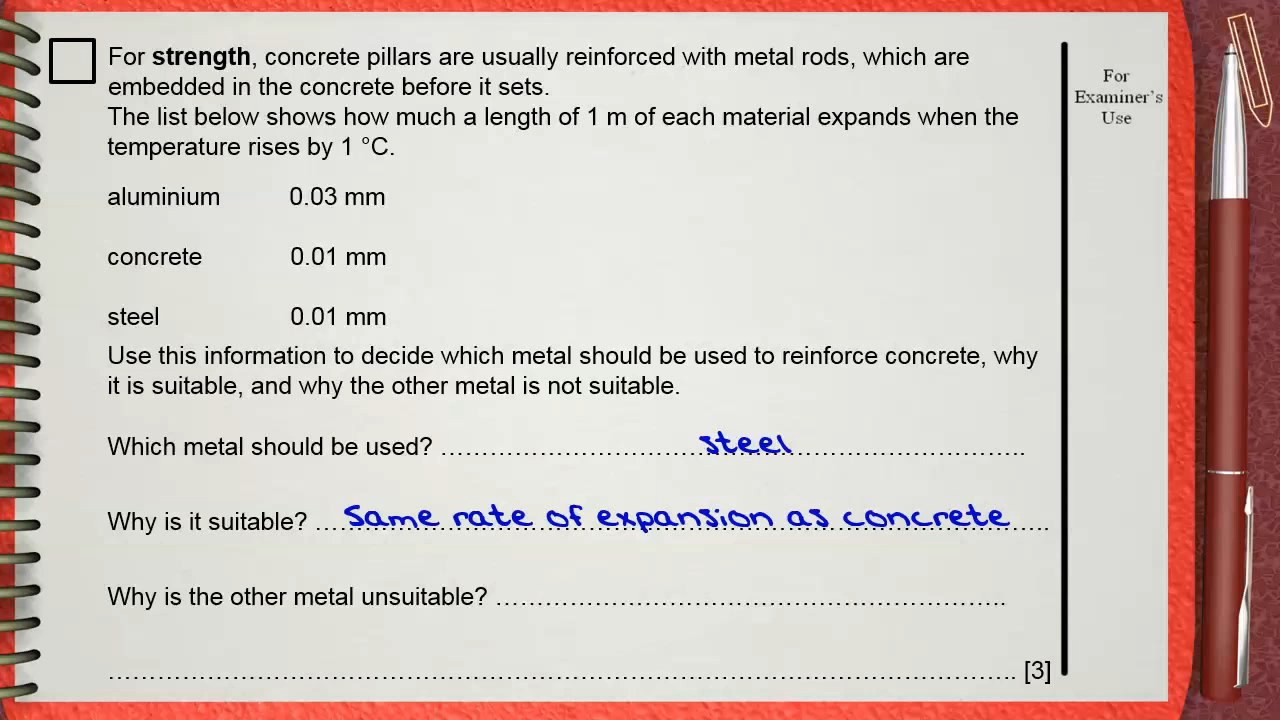 For strength, concrete pillars are usually reinforced with metal rods, which are
embedded in the concrete before it sets.
The list below shows how much a length of 1 m of each material expands when the
temperature rises by 1 °C.
aluminium 0.03 mm
concrete 0.01 mm
steel 0.01 mm
Use this information to decide which metal should be used to reinforce concrete, why
it is suitable, and why the other metal is not suitable.
Which metal should be used? ........................steel........................
Why is it suitable? ....same rate of expansion as concrete.....
Why is the other metal unsuitable? ................................................
................................................................ [3]
For
Examiner's
Use